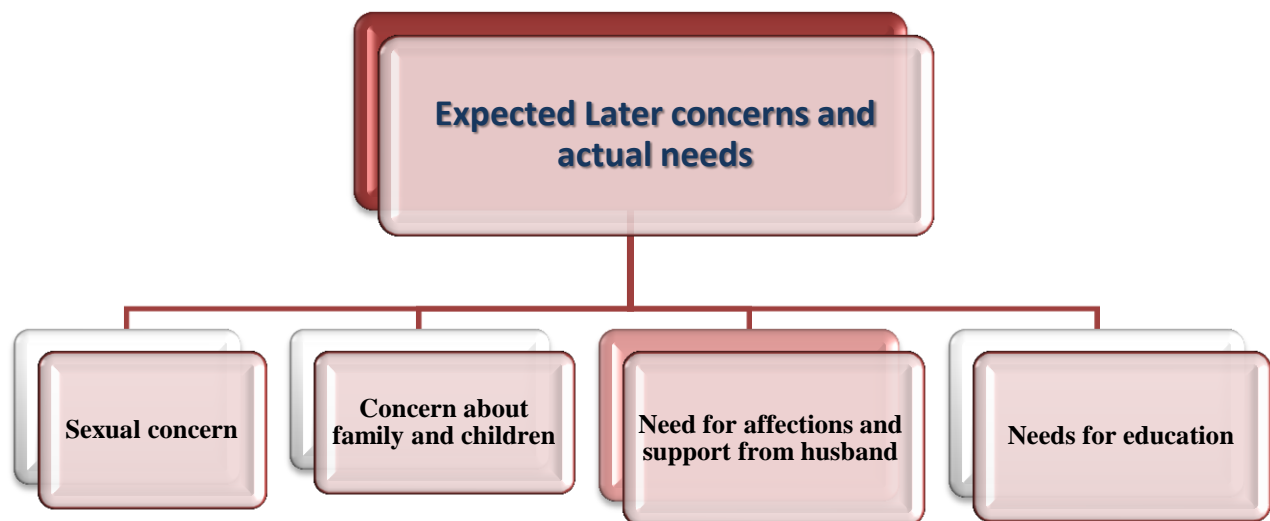 Expected Later concerns and
actual needs
Sexual concern
Concern about
family and children
Need for affections and
support from husband
Needs for education